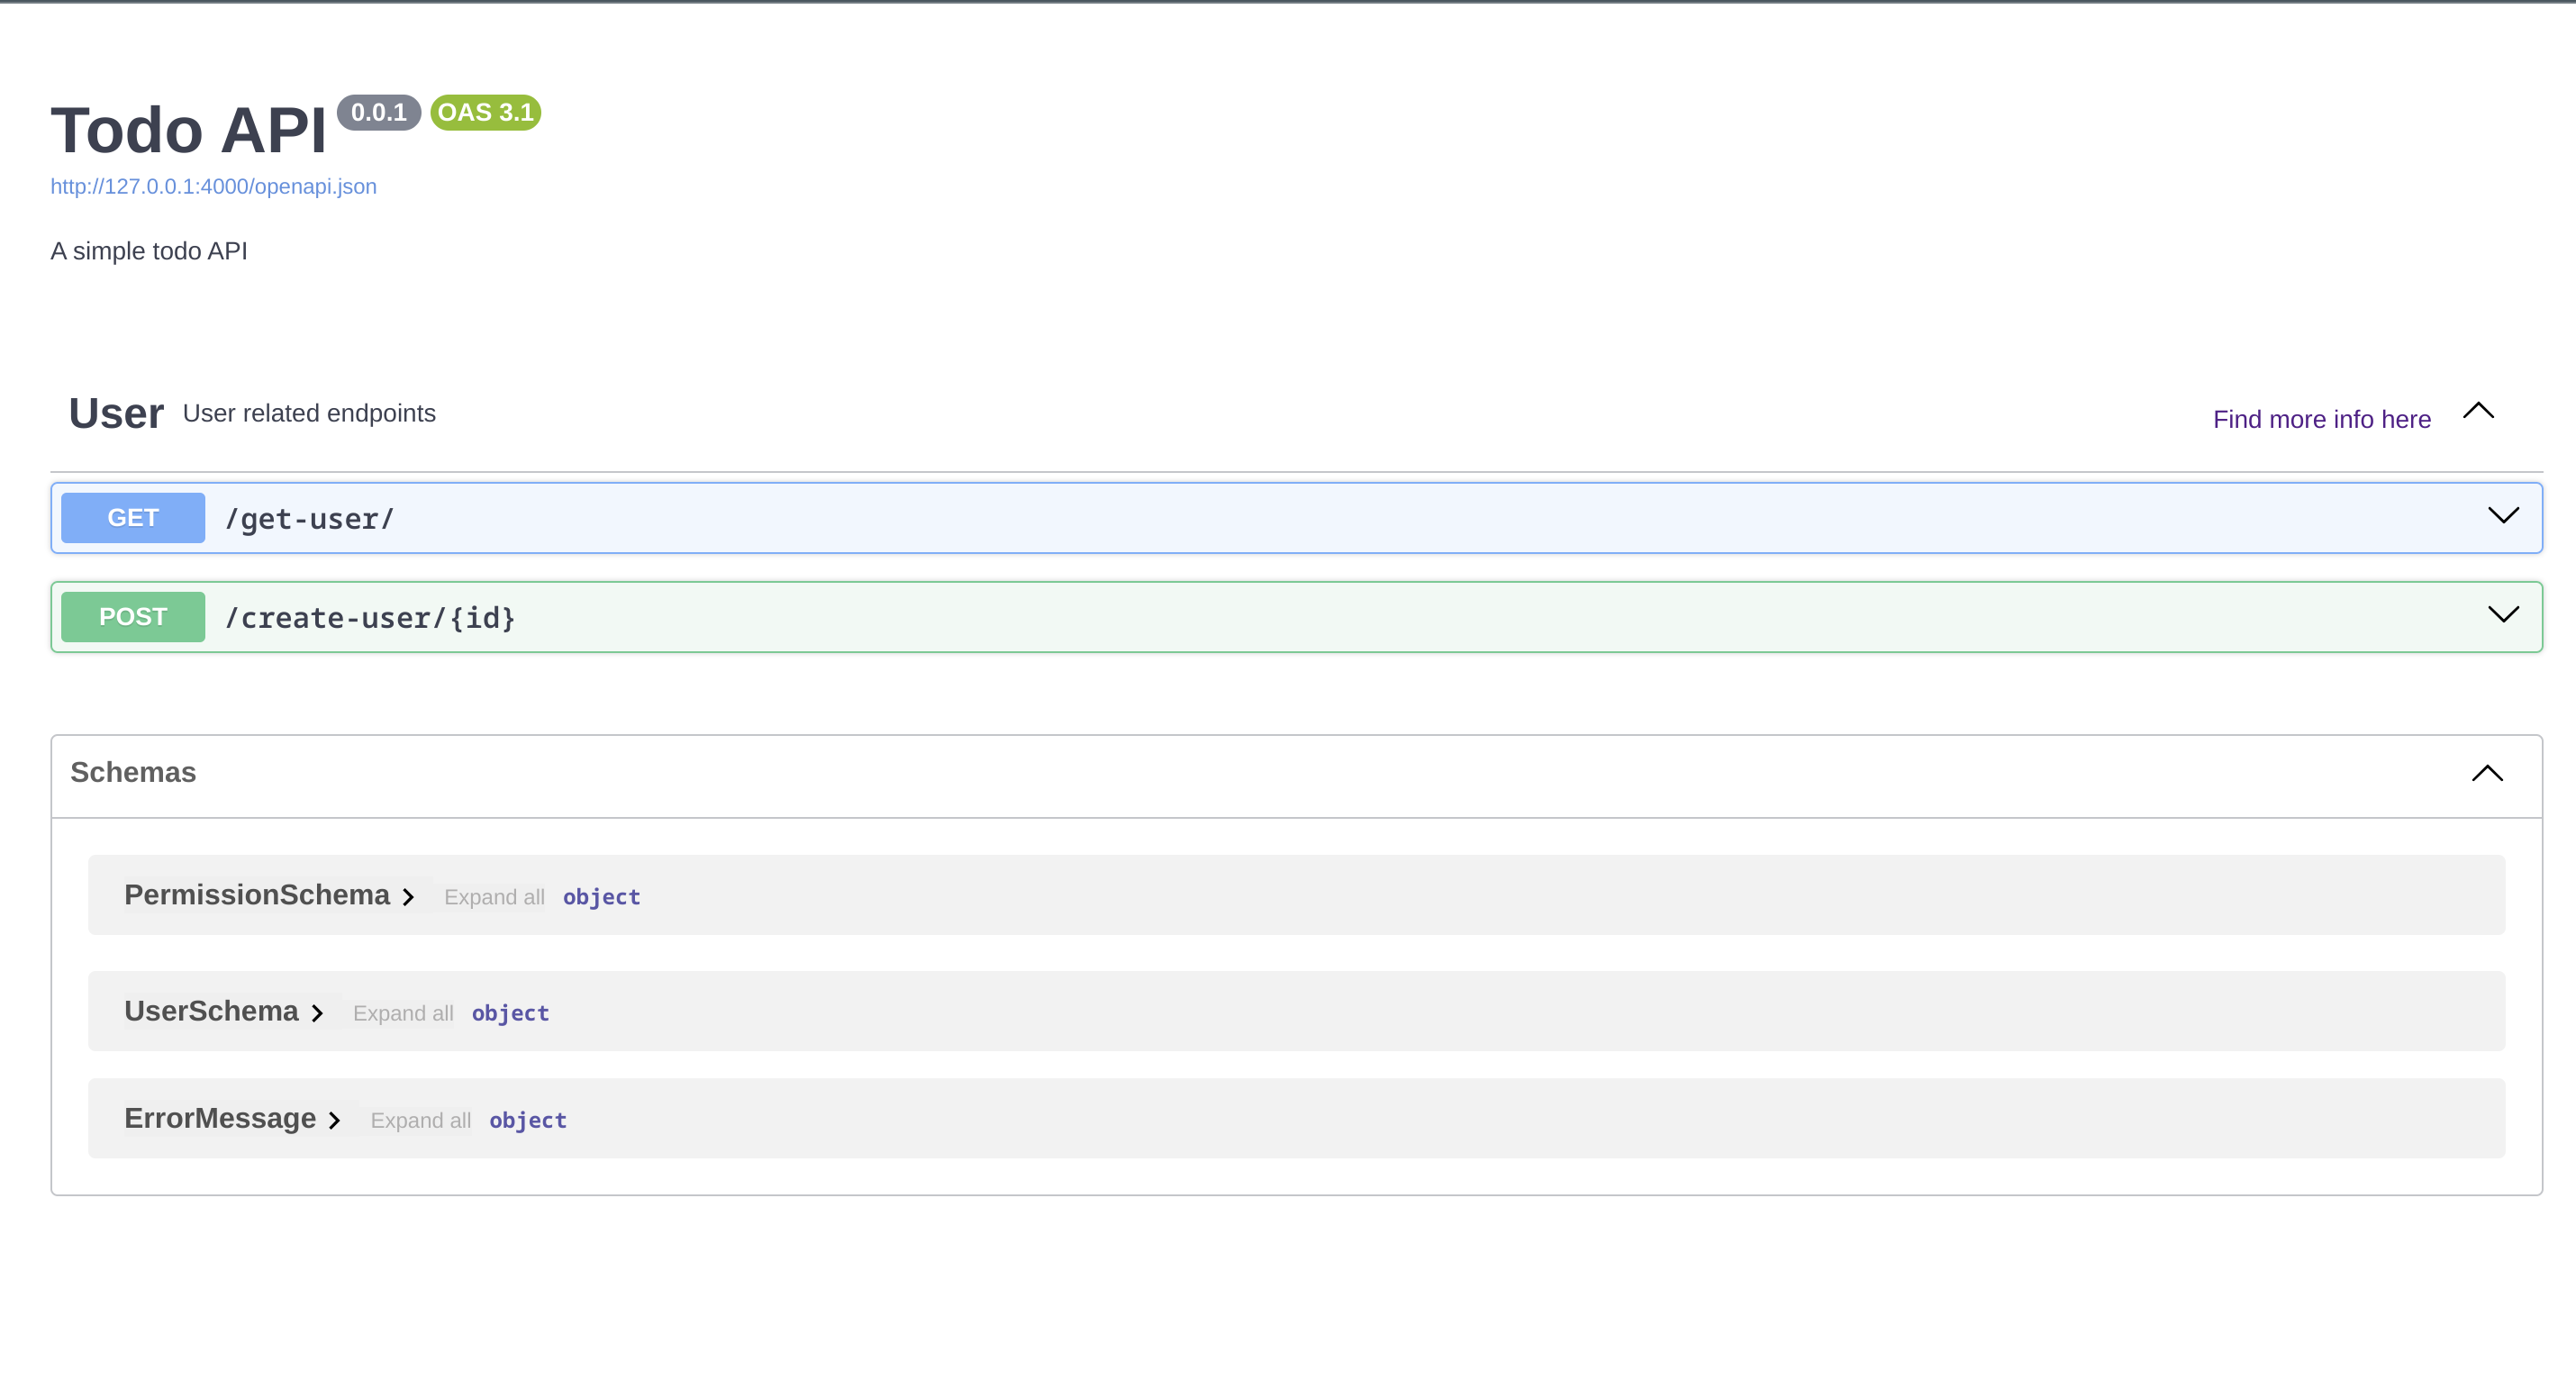 Todo API 0.0.1 OAS 3.1
http://127.0.0.1:4000/openapi.json
A simple todo API
User User related endpoints Find more info here
GET /get-user/
POST /create-user/{id}
Schemas
PermissionSchema Expand all object
UserSchema Expand all object
ErrorMessage Expand all object